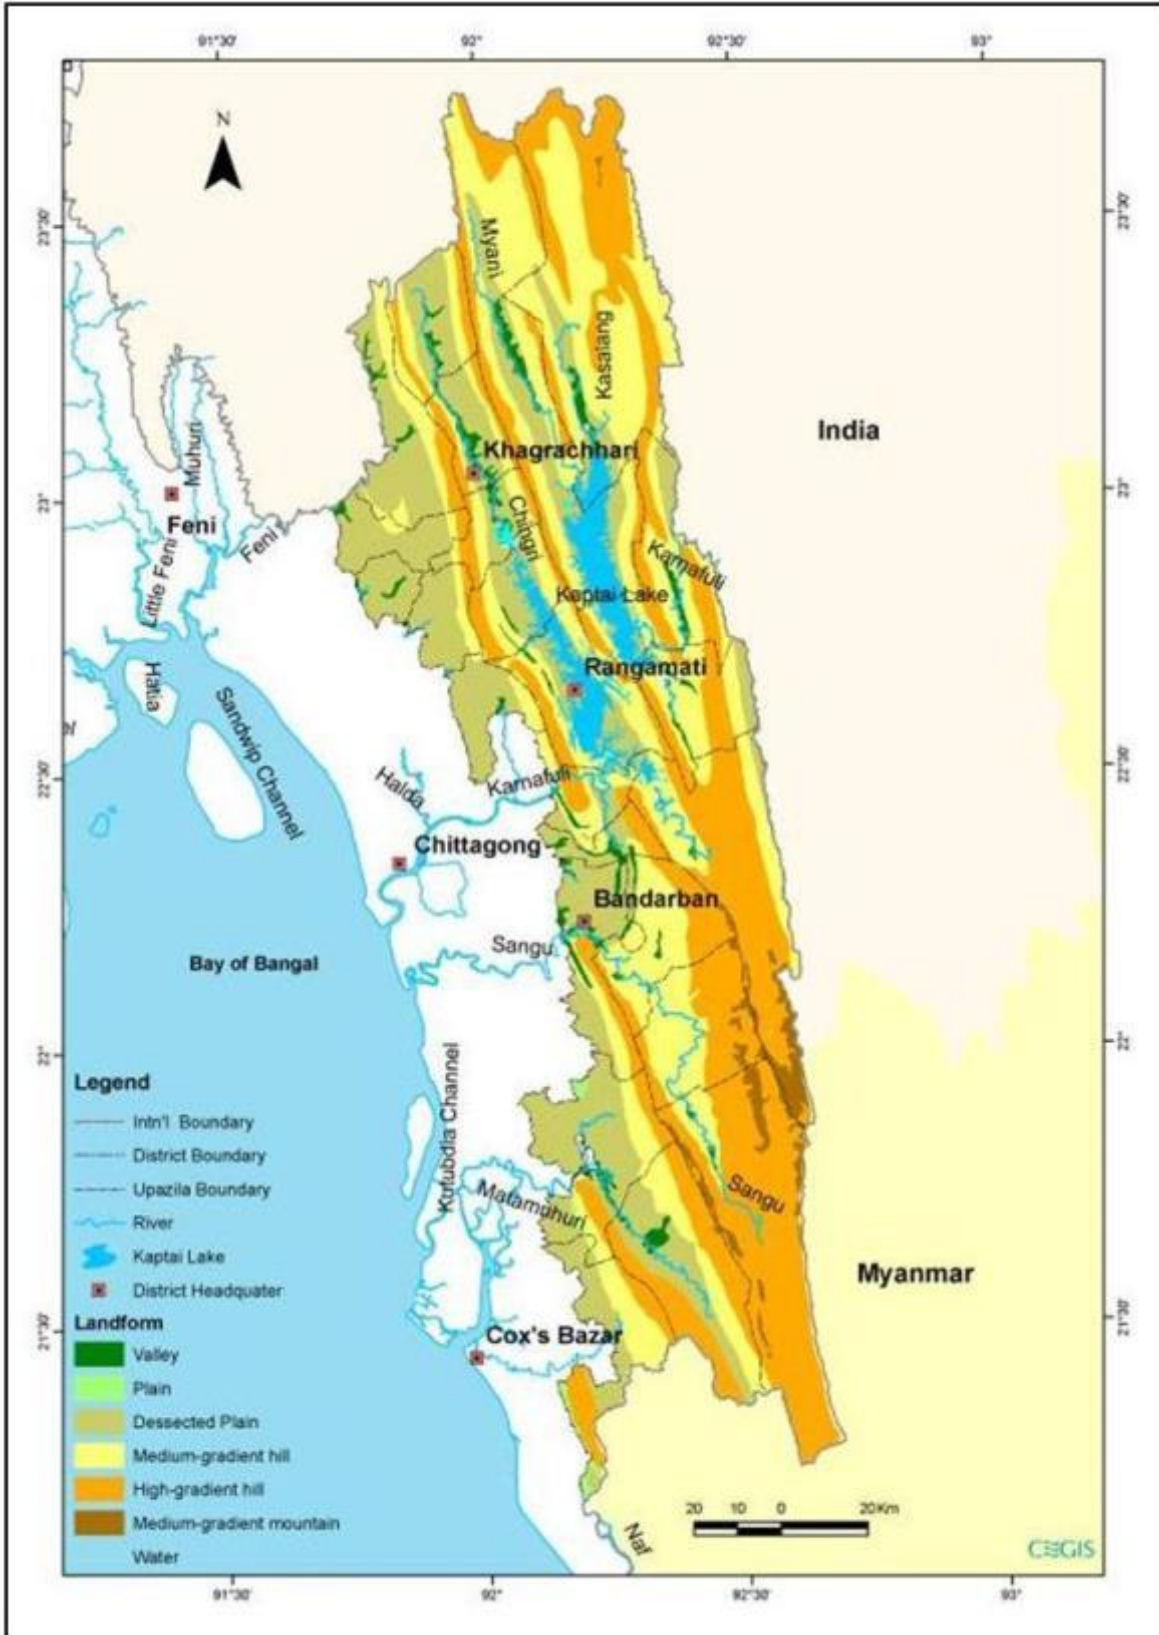 91°30'
92°
92°30'
93°
N
23°30'
23°30'
Myani
Kasalang
India
Muhuri
Khagrachhari
23°
23°
Feni
Chingri
Feni
Little Feni
Karnafuli
Kaptai Lake
Rangamati
Hatia
Sandwip Channel
22°30'
22°30'
Halda
Karnafuli
Chittagong
Bandarban
Sangu
Bay of Bangal
22°
22°
Kutubdia Channel
Legend
Intn'l Boundary
District Boundary
Upazila Boundary
River
Kaptai Lake
District Headquater
Matamuhuri
Sangu
Myanmar
21°30'
21°30'
Cox's Bazar
Landform
Valley
Plain
Dessected Plain
Medium-gradient hill
High-gradient hill
Medium-gradient mountain
Water
20 10 0 20 Km
Naf
CEGIS
91°30'
92°
92°30'
93°